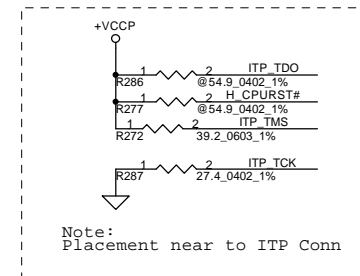 +VCCP
1 2 ITP_TDO
R286 @54.9_0402_1%
1 2 H_CPURST#
R277 @54.9_0402_1%
1 2 ITP_TMS
R272 39.2_0603_1%
1 2 ITP_TCK
R287 27.4_0402_1%
Note:
Placement near to ITP Conn